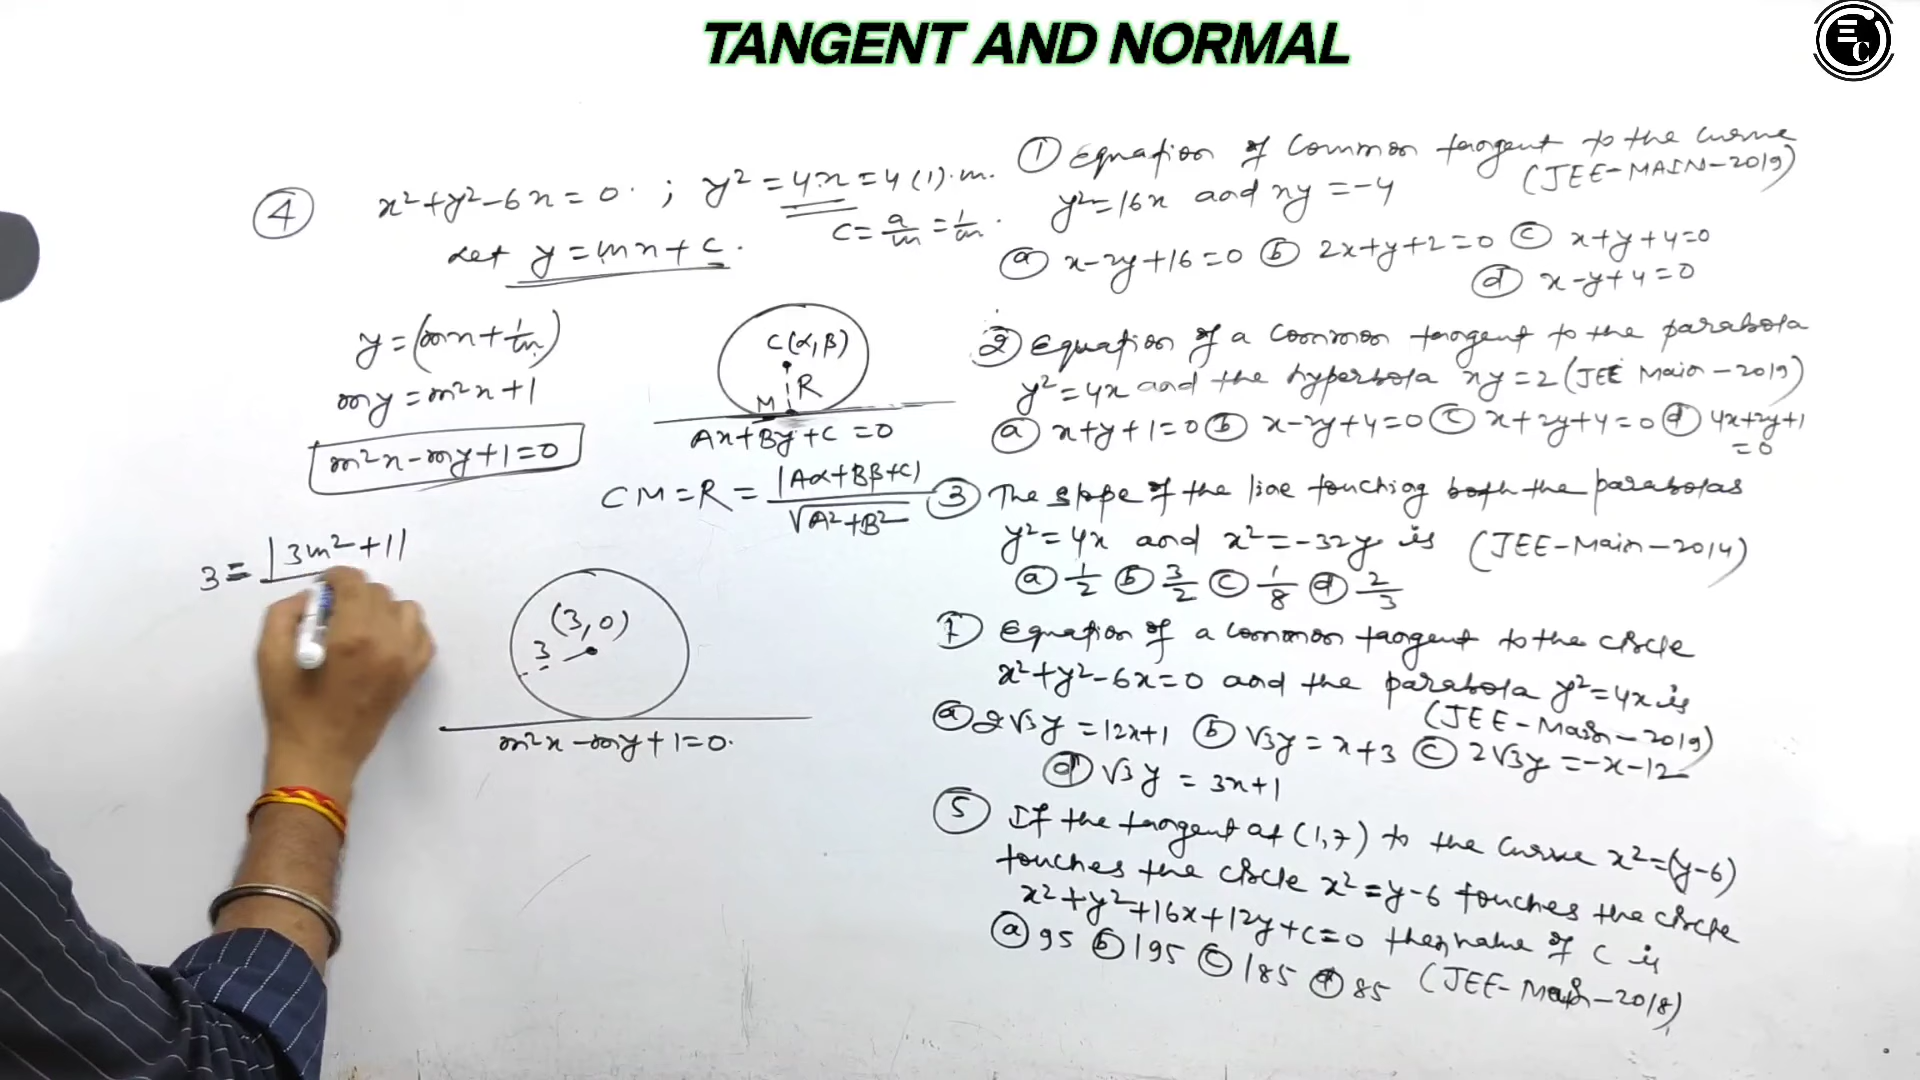 TANGENT AND NORMAL
④ x²+y²-6x=0. ; y²=4x=4(1).x.
Let y=mx+c. c=a/m=1/m.
y=(mx+1/m)
my=m²x+1
m²x-my+1=0
C(α,β)
R
M
Ax+By+C=0
CM=R=|Aα+Bβ+C|/√A²+B²
3=|3m²+1|
(3,0)
3
m²x-my+1=0.
① Equation of Common tangent to the curve
y²=16x and xy=-4 (JEE-MAIN-2019)
ⓐ x-2y+16=0 ⓑ 2x+y+2=0 ⓒ x+y+4=0
ⓓ x-y+4=0
② Equation of a common tangent to the parabola
y²=4x and the hyperbola xy=2 (JEE Main-2019)
ⓐ x+y+1=0 ⓑ x-2y+4=0 ⓒ x+2y+4=0 ⓓ 4x+2y+1
=0
③ The slope of the line touching both the parabolas
y²=4x and x²=-32y is (JEE-Main-2014)
ⓐ 1/2 ⓑ 3/2 ⓒ 1/8 ⓓ 2/3
Equation of a common tangent to the circle
x²+y²-6x=0 and the parabola y²=4x is
(JEE-Main-2019)
ⓐ 2√3y=12x+1 ⓑ √3y=x+3 ⓒ 2√3y=-x-12
ⓓ √3y=3x+1
⑤ If the tangent at (1,7) to the curve x²=(y-6)
touches the circle x²=y-6 touches the circle
x²+y²+16x+12y+c=0 then value of c is
ⓐ 95 ⓑ 195 ⓒ 185 ⓓ 85 (JEE-Main-2018)